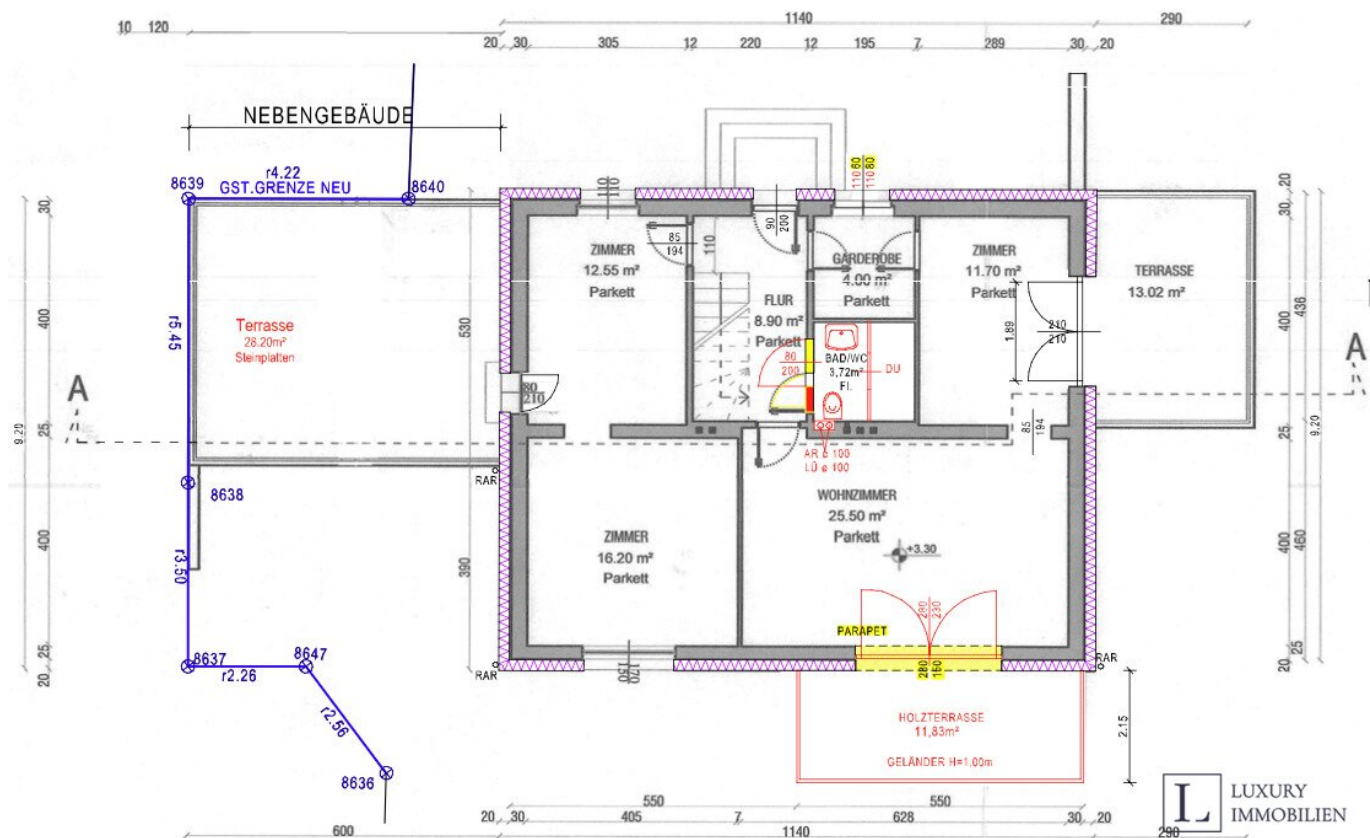 1140
290
10 120
20 30 305 12 220 12 195 7 289 30 20
NEBENGEBÄUDE
8639
r4.22
GST.GRENZE NEU
8640
110
110
90
200
110 60
110 80
30
20
30
ZIMMER
12.55 m²
Parkett
85
194
110
GARDEROBE
4.00 m²
Parkett
ZIMMER
11.70 m²
Parkett
TERRASSE
13.02 m²
FLUR
8.90 m²
Parkett
Terrasse
28.20m²
Steinplatten
r5.45
400
530
1.89
210
210
400
436
80
200
BAD/WC
3,72m²
Fl.
DU
A
A
80
210
9.20
25
85
194
25
9.20
AR ø 100
LÜ ø 100
RAR
8638
WOHNZIMMER
25.50 m²
Parkett
+3.30
ZIMMER
16.20 m²
Parkett
r3.50
400
390
400
460
280
230
PARAPET
8637
r2.26
8647
25
20
RAR
150
170
280
150
RAR
20
25
r2.56
8636
HOLZTERRASSE
11,83m²
GELÄNDER H=1,00m
2.15
550
550
20 30 405 7 628 30 20
600
1140
290
L
LUXURY
IMMOBILIEN